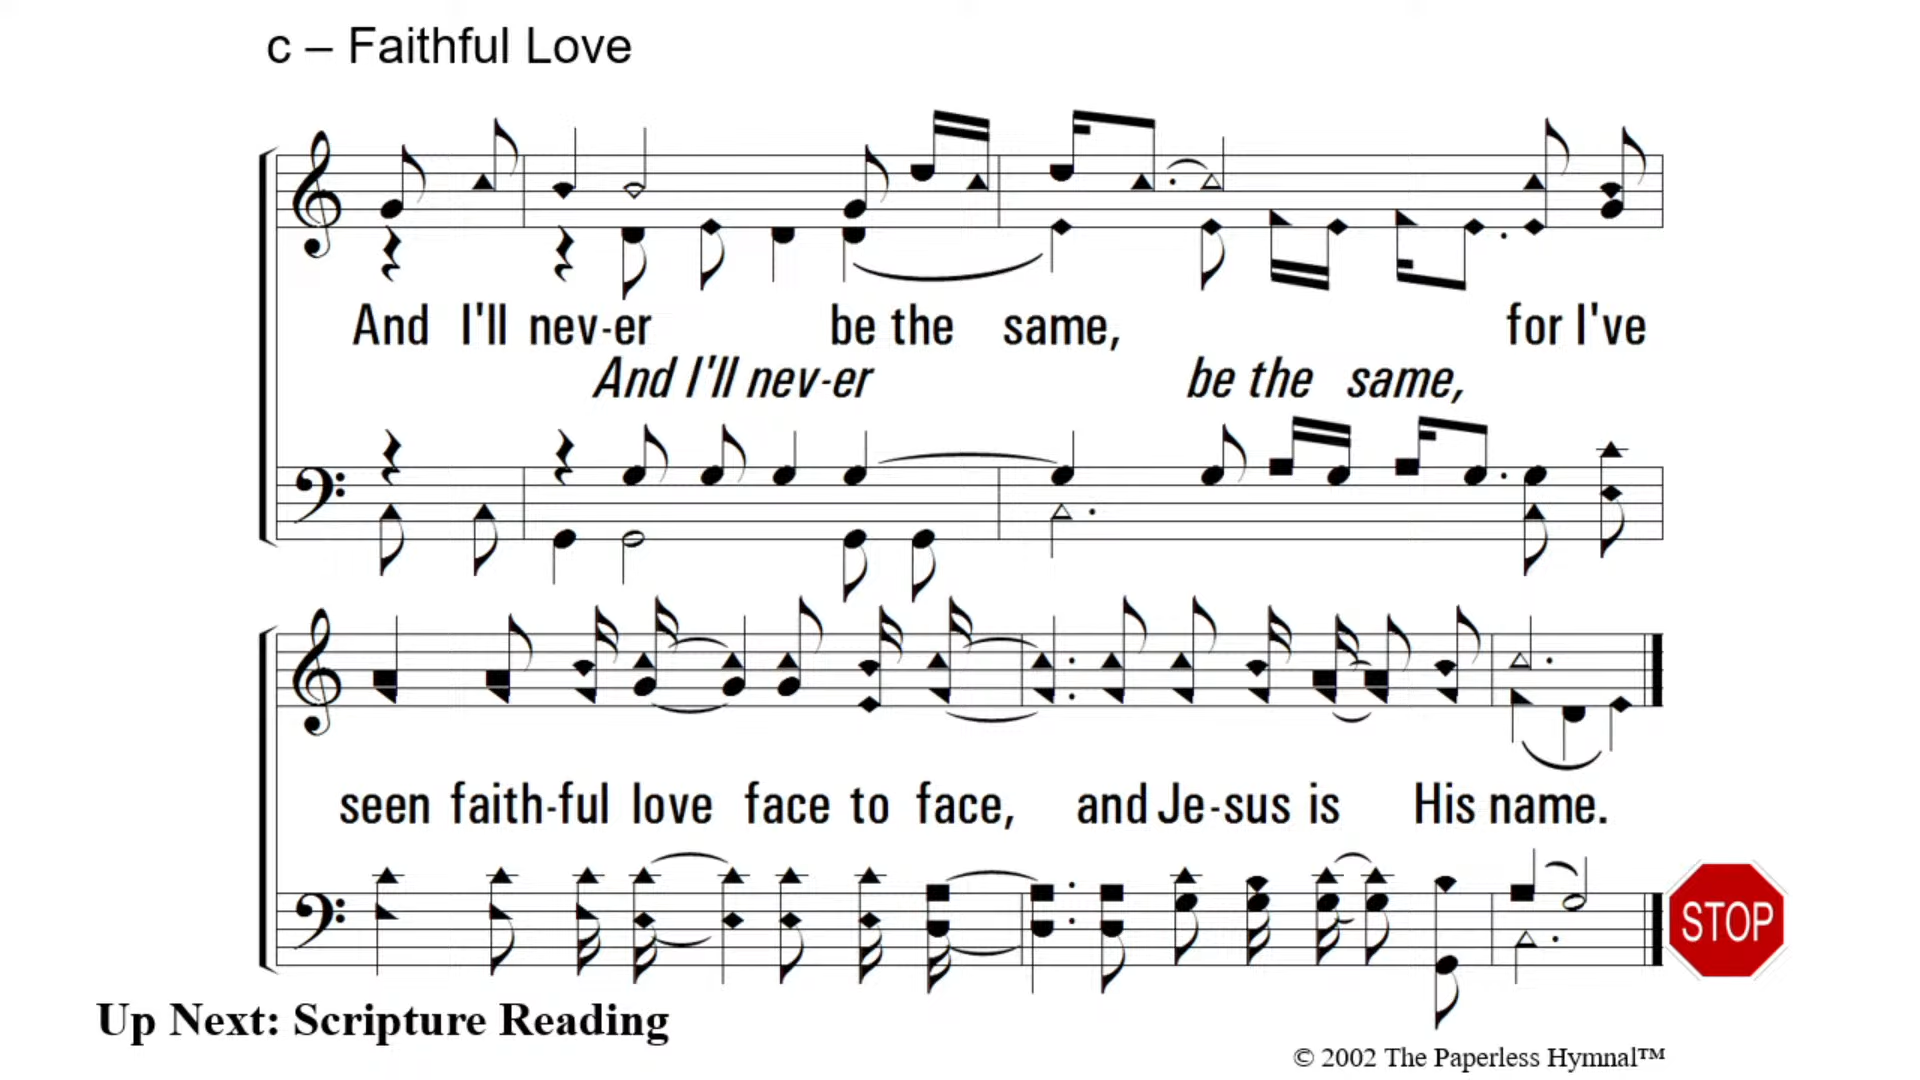 c – Faithful Love
And I'll nev-er be the same, for I've
And I'll nev-er be the same,
seen faith-ful love face to face, and Je-sus is His name.
STOP
Up Next: Scripture Reading
© 2002 The Paperless Hymnal™